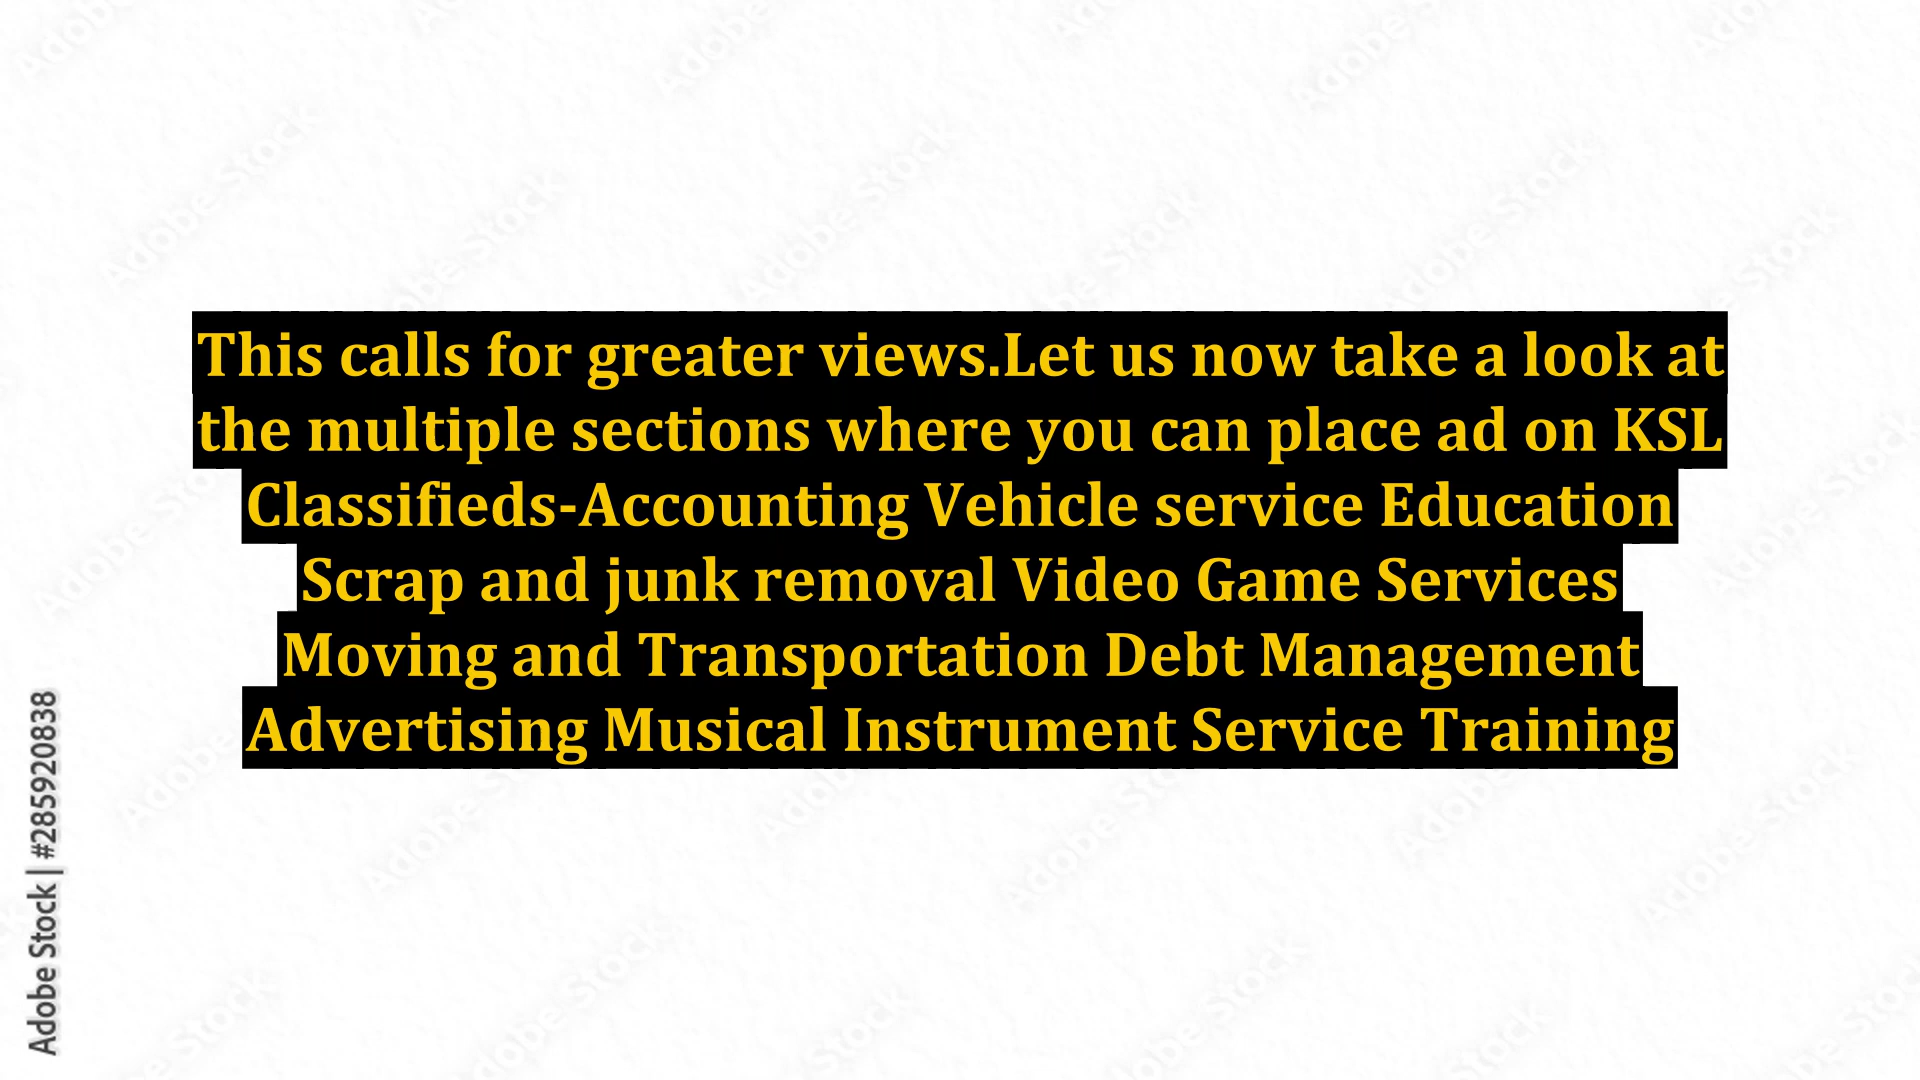 This calls for greater views.Let us now take a look at
the multiple sections where you can place ad on KSL
Classifieds-Accounting Vehicle service Education
Scrap and junk removal Video Game Services
Moving and Transportation Debt Management
Advertising Musical Instrument Service Training
Adobe Stock | #285920838